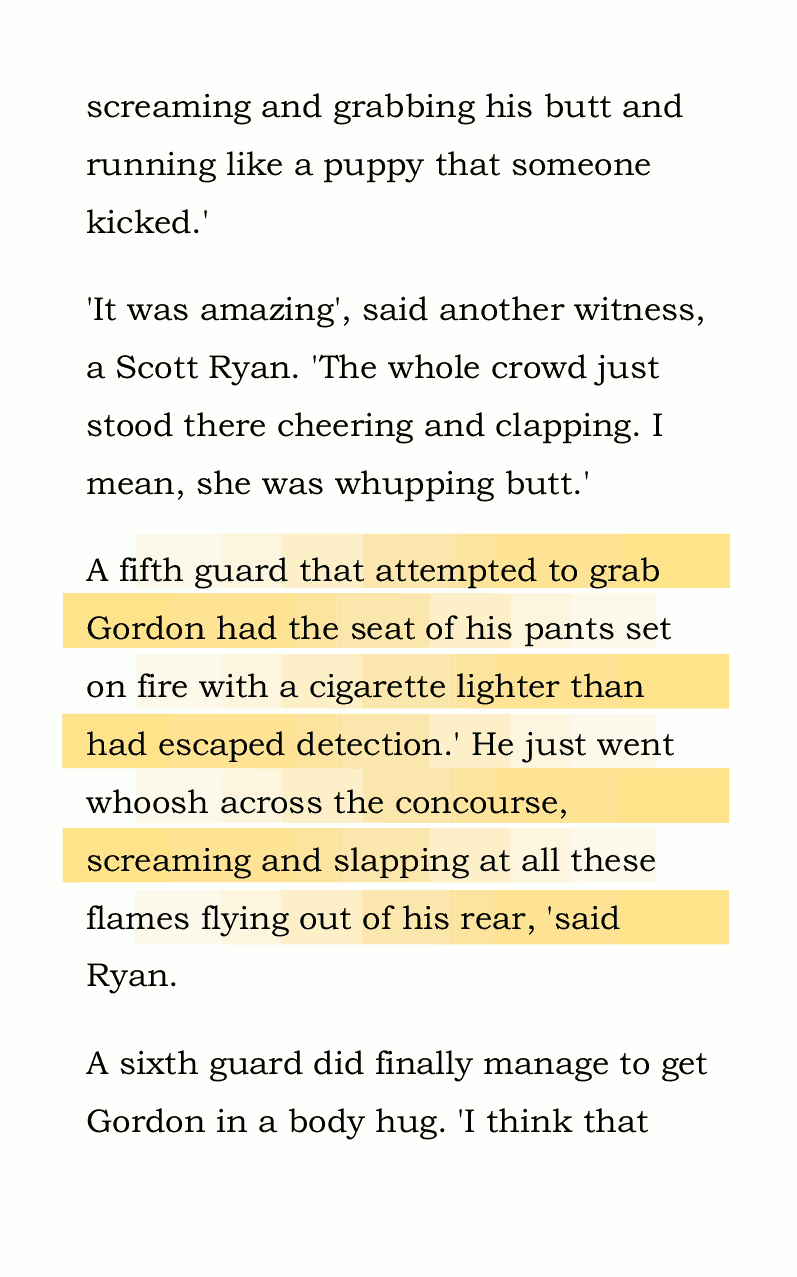 screaming and grabbing his butt and
running like a puppy that someone
kicked.'
'It was amazing', said another witness,
a Scott Ryan. 'The whole crowd just
stood there cheering and clapping. I
mean, she was whupping butt.'
A fifth guard that attempted to grab
Gordon had the seat of his pants set
on fire with a cigarette lighter than
had escaped detection.' He just went
whoosh across the concourse,
screaming and slapping at all these
flames flying out of his rear, 'said
Ryan.
A sixth guard did finally manage to get
Gordon in a body hug. 'I think that